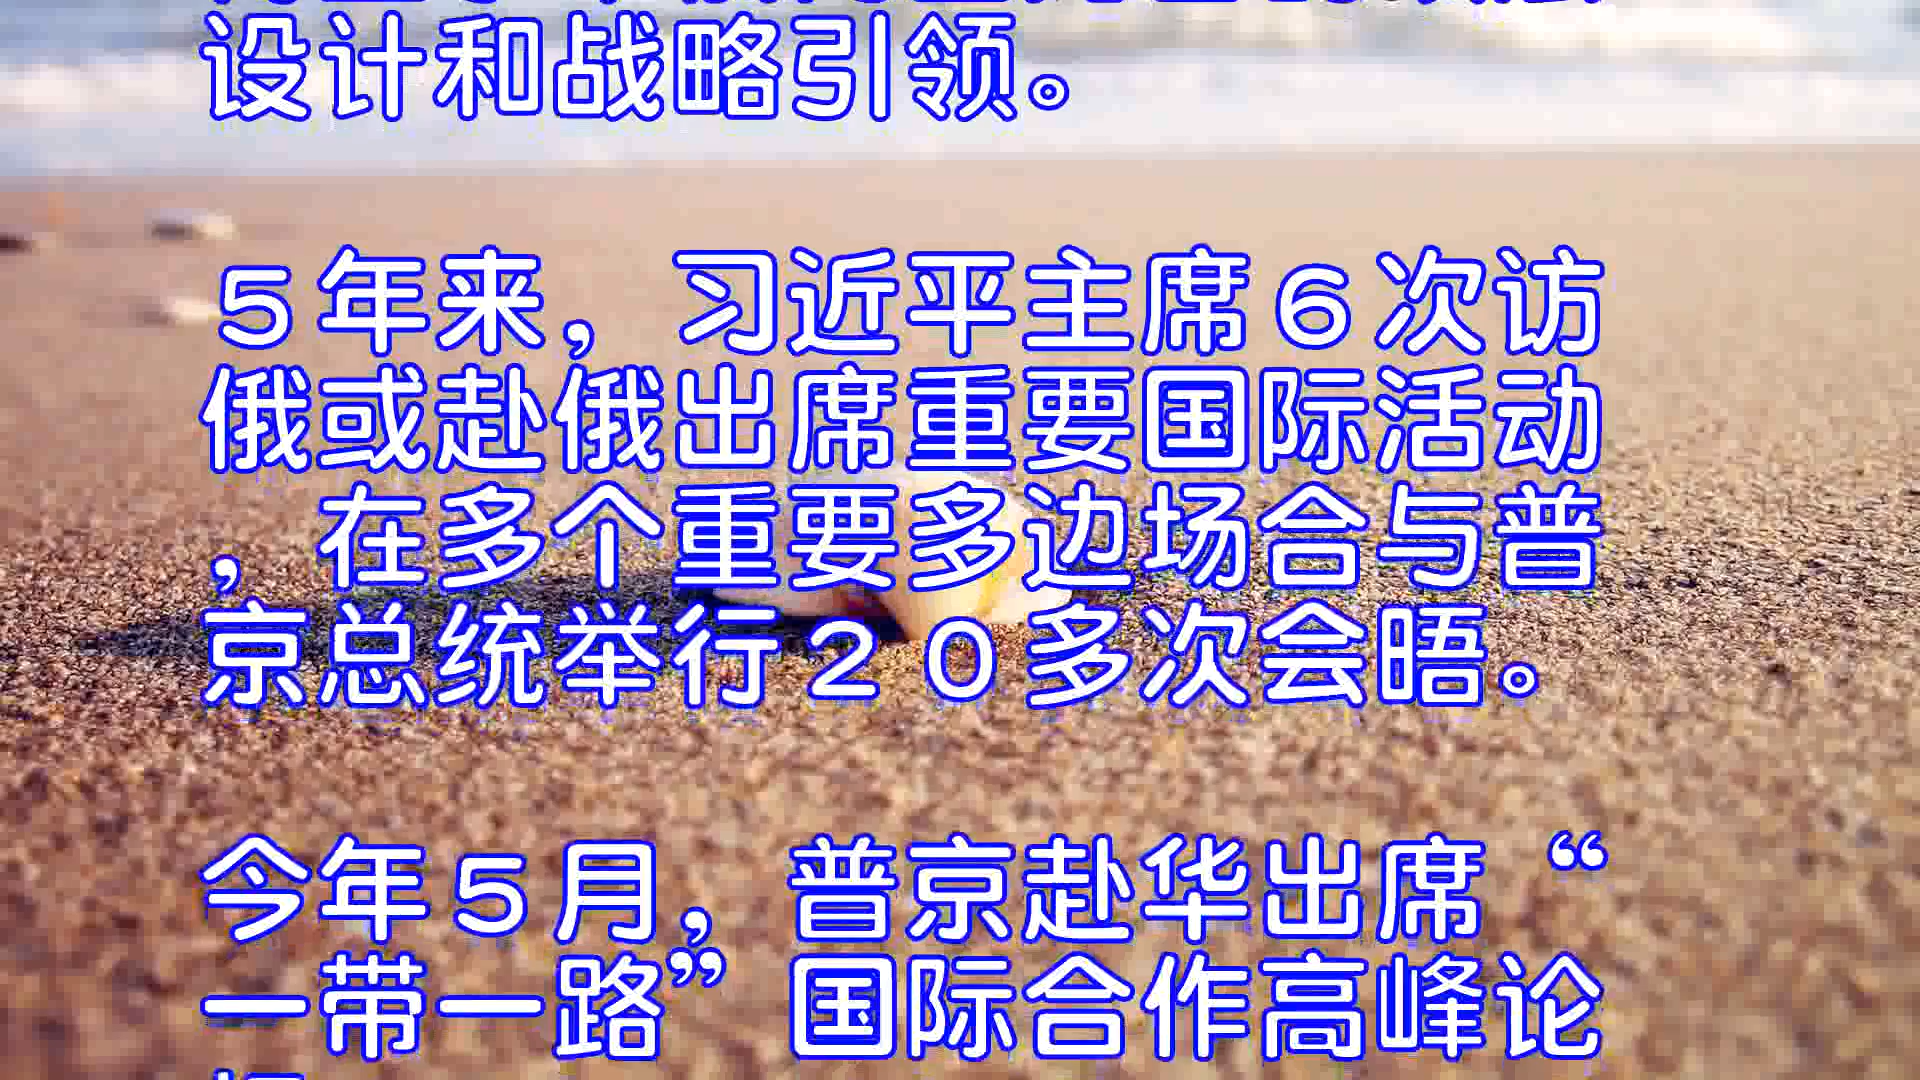 设计和战略引领。
５年来，习近平主席６次访
俄或赴俄出席重要国际活动
，在多个重要多边场合与普
京总统举行２０多次会晤。
今年５月，普京赴华出席“
一带一路”国际合作高峰论